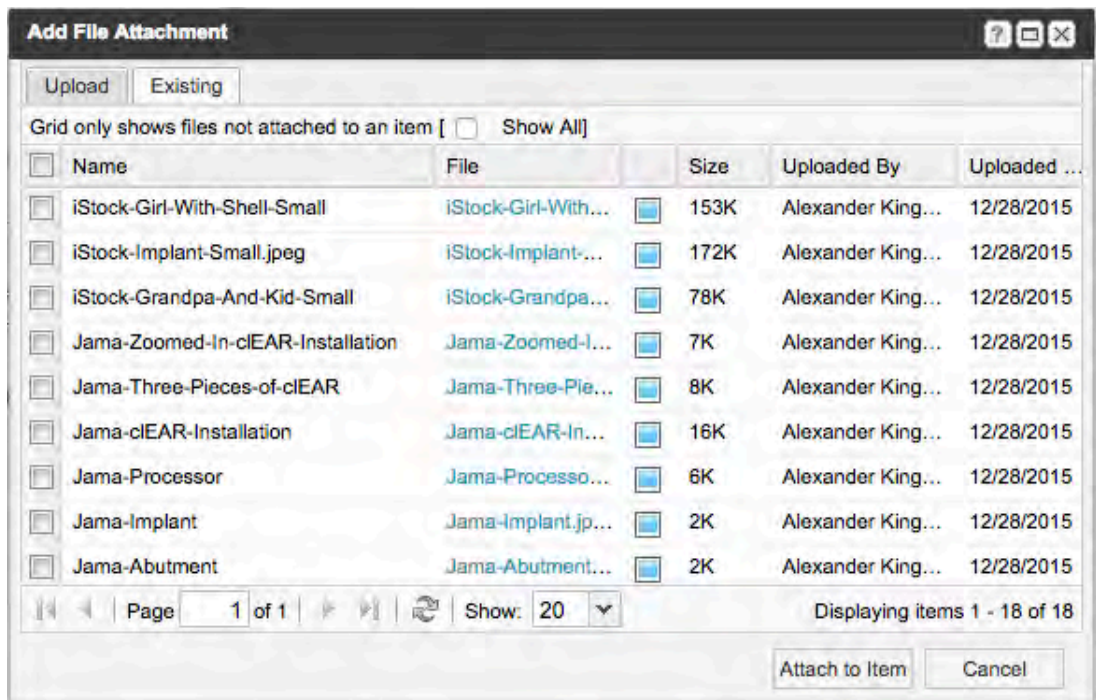 Add File Attachment ?
Upload Existing
Grid only shows files not attached to an item [ Show All]
Name File Size Uploaded By Uploaded ...
iStock-Girl-With-Shell-Small iStock-Girl-With... 153K Alexander King... 12/28/2015
iStock-Implant-Small.jpeg iStock-Implant-... 172K Alexander King... 12/28/2015
iStock-Grandpa-And-Kid-Small iStock-Grandpa... 78K Alexander King... 12/28/2015
Jama-Zoomed-In-clEAR-Installation Jama-Zoomed-I... 7K Alexander King... 12/28/2015
Jama-Three-Pieces-of-clEAR Jama-Three-Pie... 8K Alexander King... 12/28/2015
Jama-clEAR-Installation Jama-clEAR-In... 16K Alexander King... 12/28/2015
Jama-Processor Jama-Processo... 6K Alexander King... 12/28/2015
Jama-Implant Jama-Implant.jp... 2K Alexander King... 12/28/2015
Jama-Abutment Jama-Abutment... 2K Alexander King... 12/28/2015
Page 1 of 1 Show: 20 Displaying items 1 - 18 of 18
Attach to Item Cancel